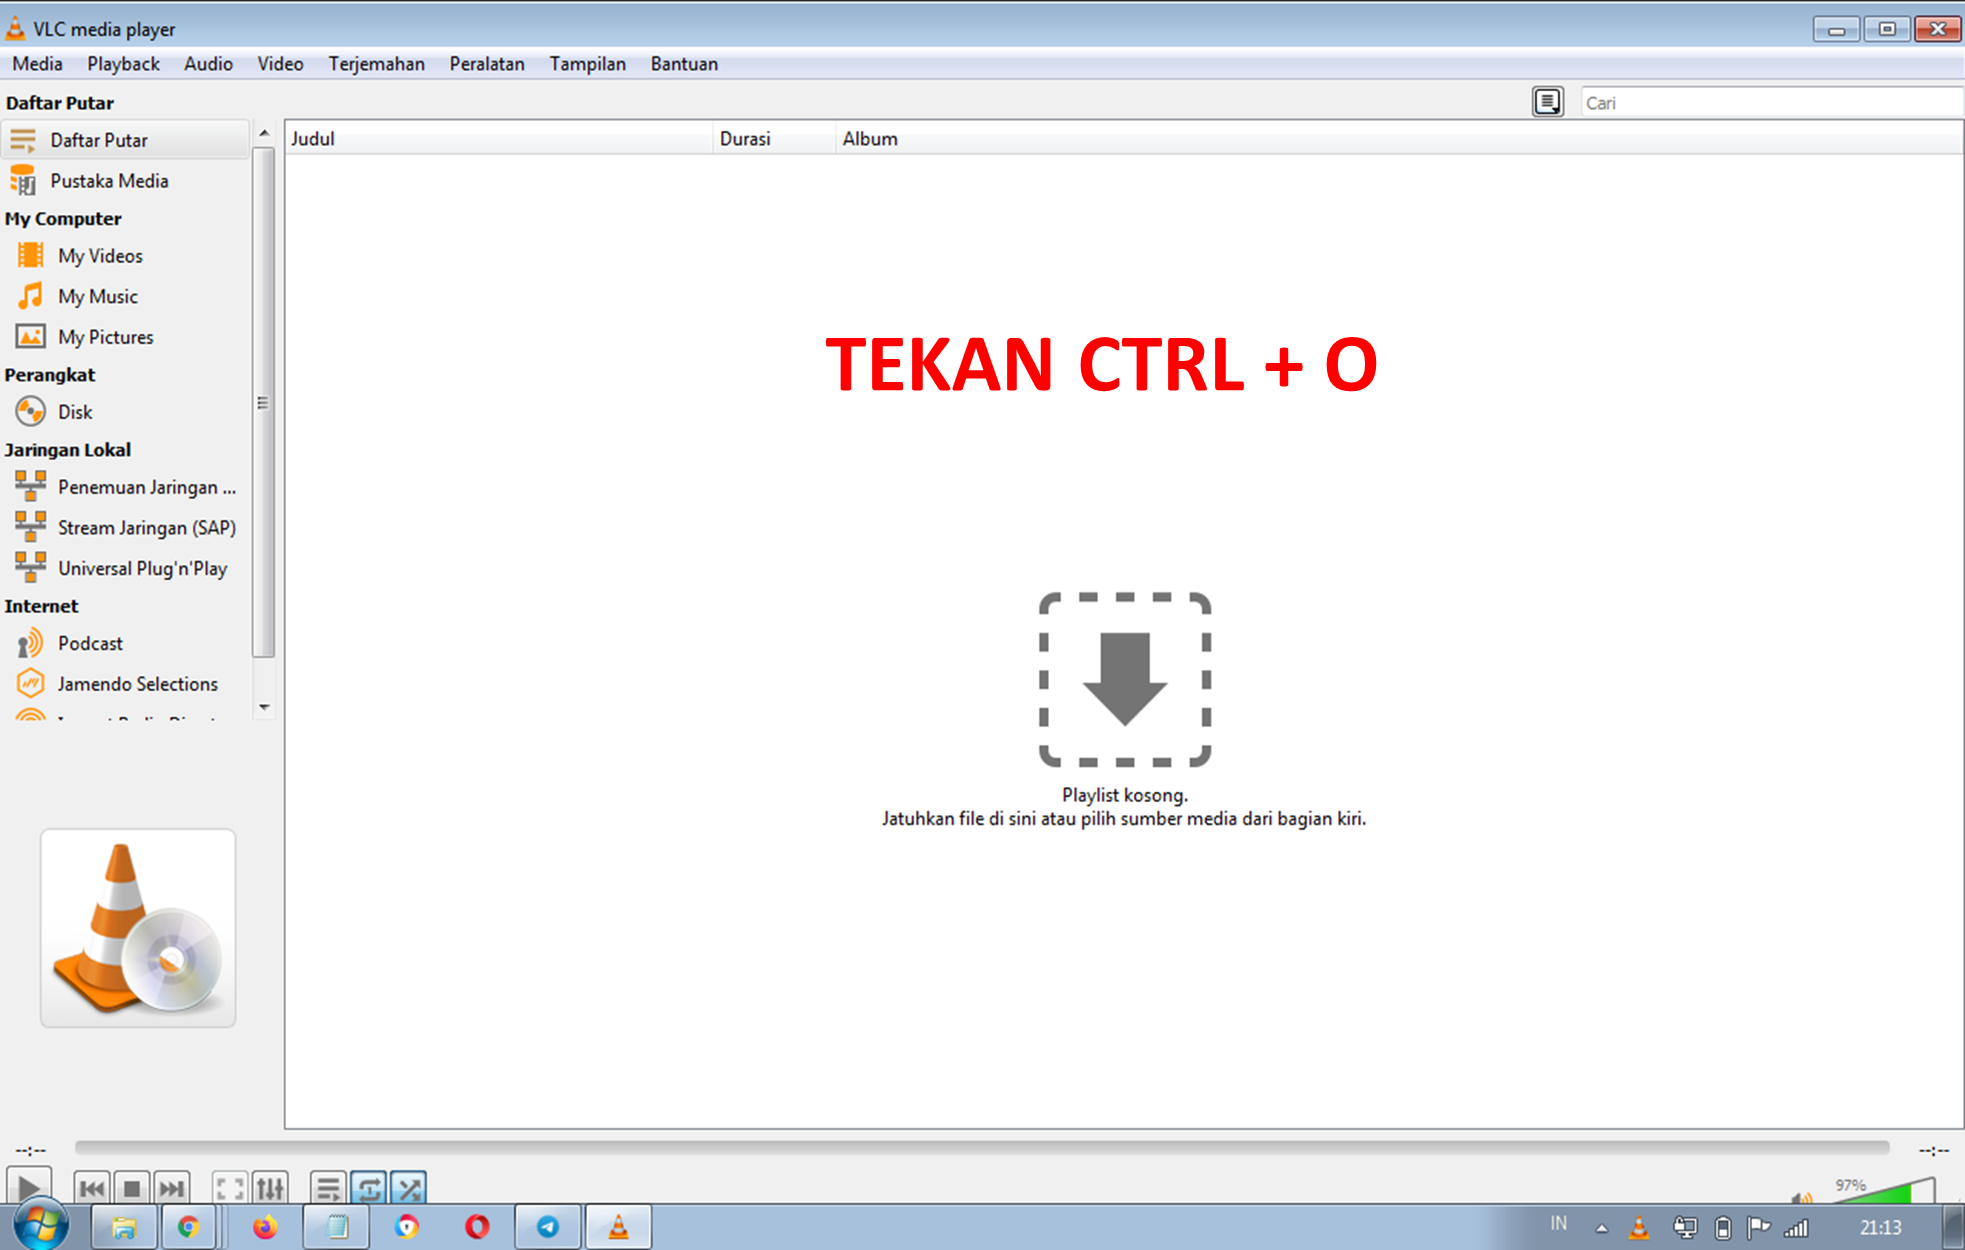 VLC media player
Media Playback Audio Video Terjemahan Peralatan Tampilan Bantuan
Daftar Putar
Cari
Daftar Putar
Pustaka Media
My Computer
My Videos
My Music
My Pictures
Perangkat
Disk
Jaringan Lokal
Penemuan Jaringan ...
Stream Jaringan (SAP)
Universal Plug'n'Play
Internet
Podcast
Jamendo Selections
Judul Durasi Album
TEKAN CTRL + O
Playlist kosong.
Jatuhkan file di sini atau pilih sumber media dari bagian kiri.
--:-- --:--
97%
IN 21:13